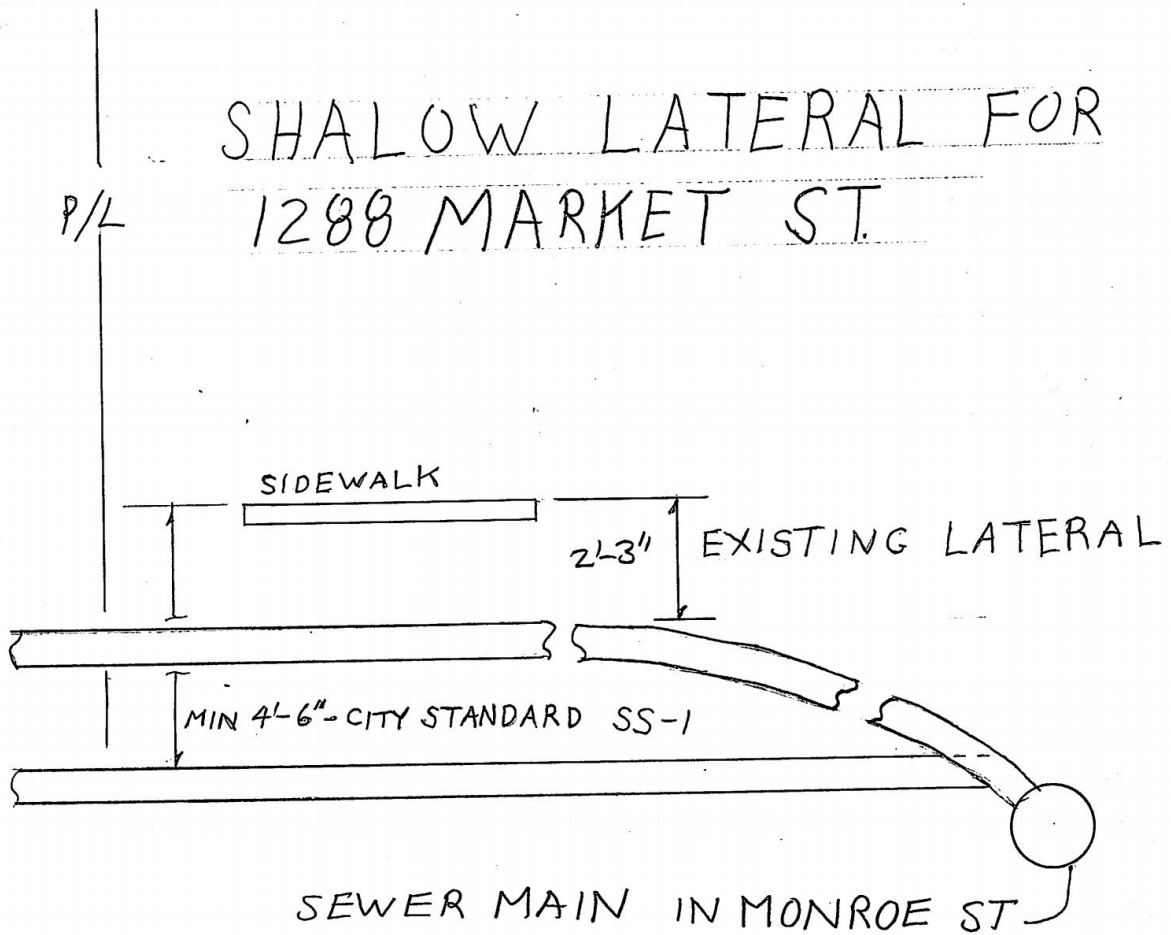 SHALOW LATERAL FOR
1288 MARKET ST.
P/L
SIDEWALK
2'-3"
EXISTING LATERAL
MIN 4'-6"-CITY STANDARD SS-1
SEWER MAIN IN MONROE ST